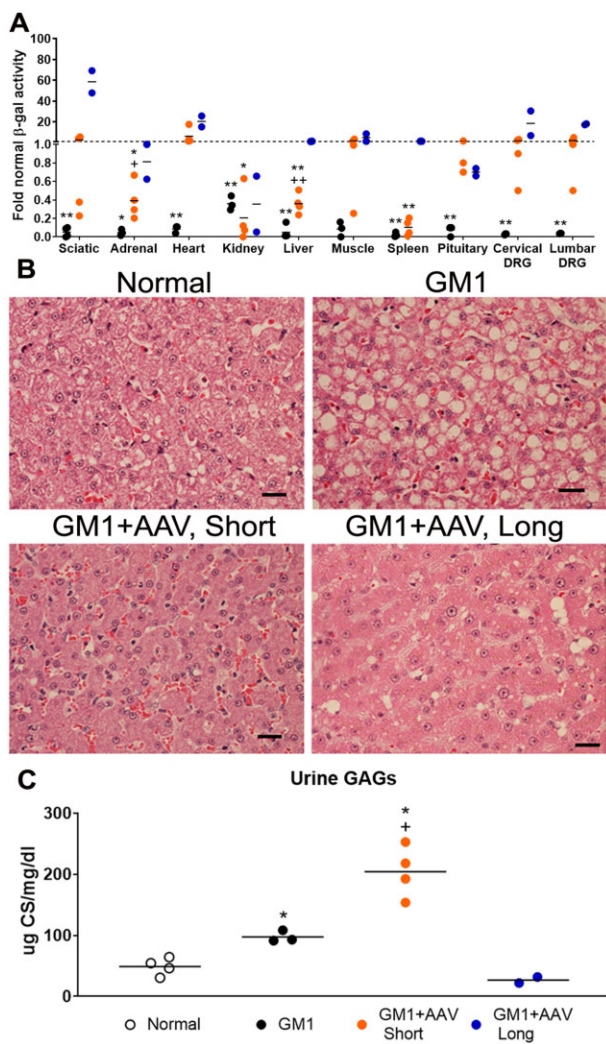 A
Fold normal β-gal activity
100
80
60
40
20
1.0
0.8
0.6
0.4
0.2
0.0
** * * + ** ** * ** ++ ** ** ** ** **
Sciatic Adrenal Heart Kidney Liver Muscle Spleen Pituitary Cervical DRG Lumbar DRG
B
Normal GM1
GM1+AAV, Short GM1+AAV, Long
C
Urine GAGs
ug CS/mg/dl
300
200
100
0
*
*
+
Normal GM1 GM1+AAV Short GM1+AAV Long